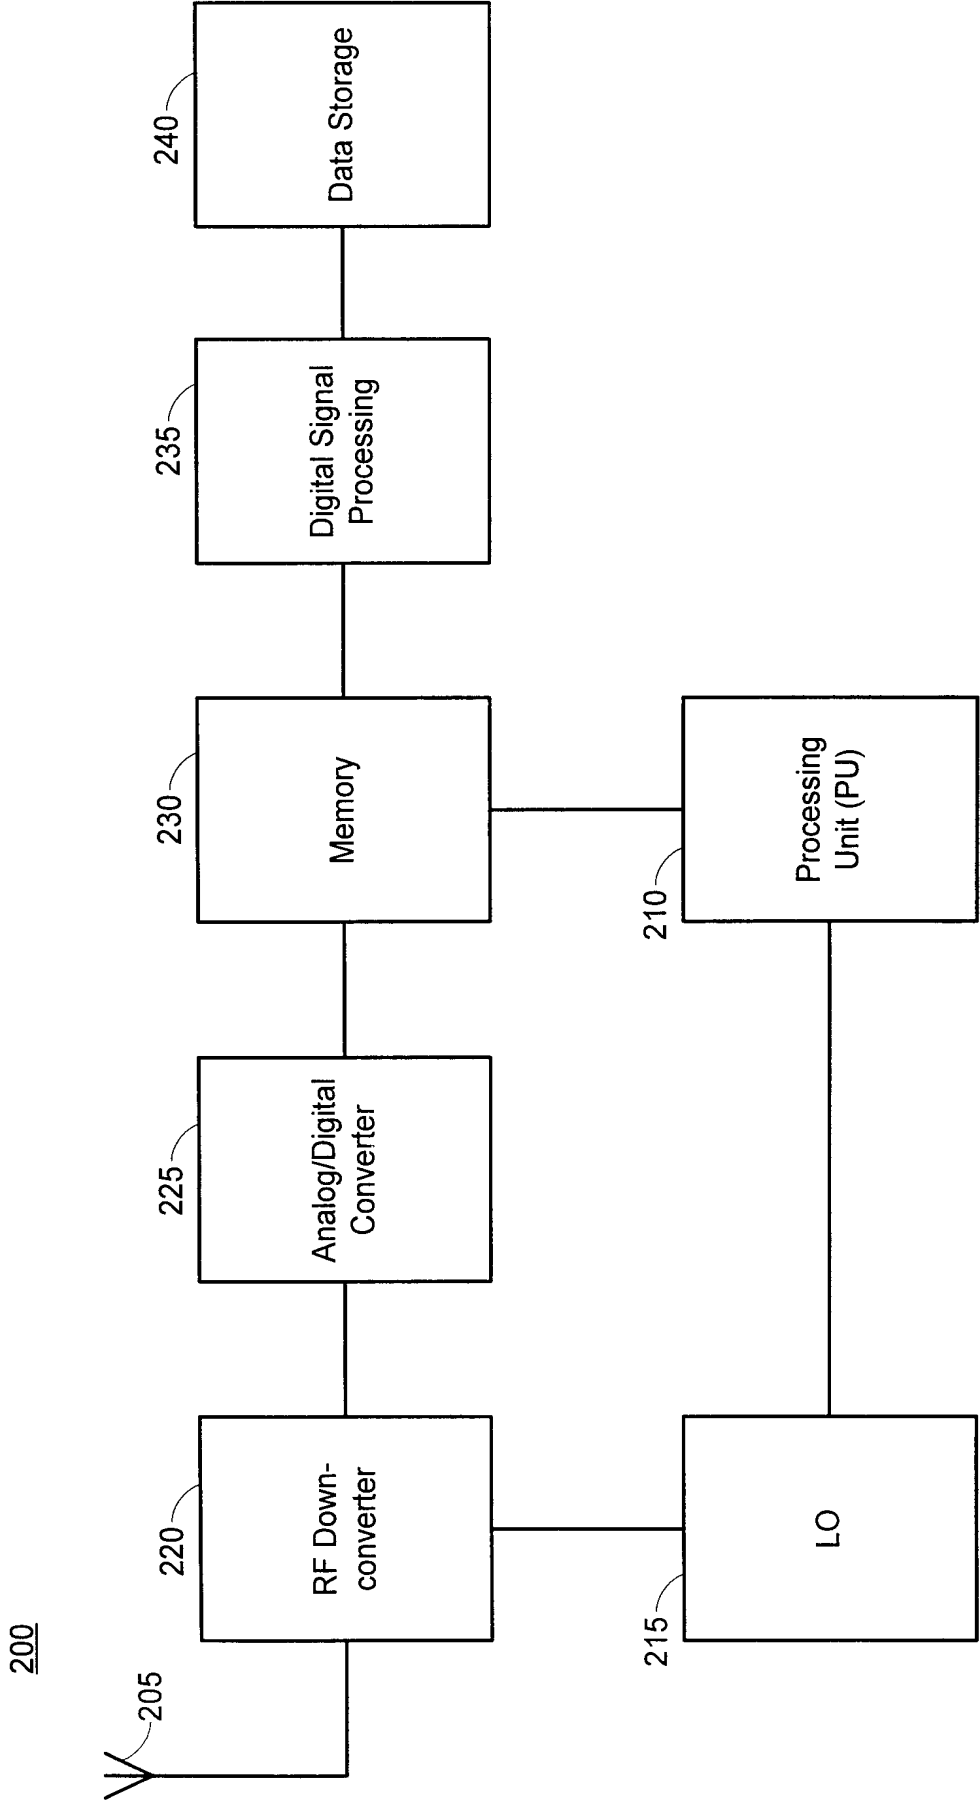 200
205
220
RF Down-
converter
225
Analog/Digital
Converter
230
Memory
235
Digital Signal
Processing
240
Data Storage
215
LO
210
Processing
Unit (PU)